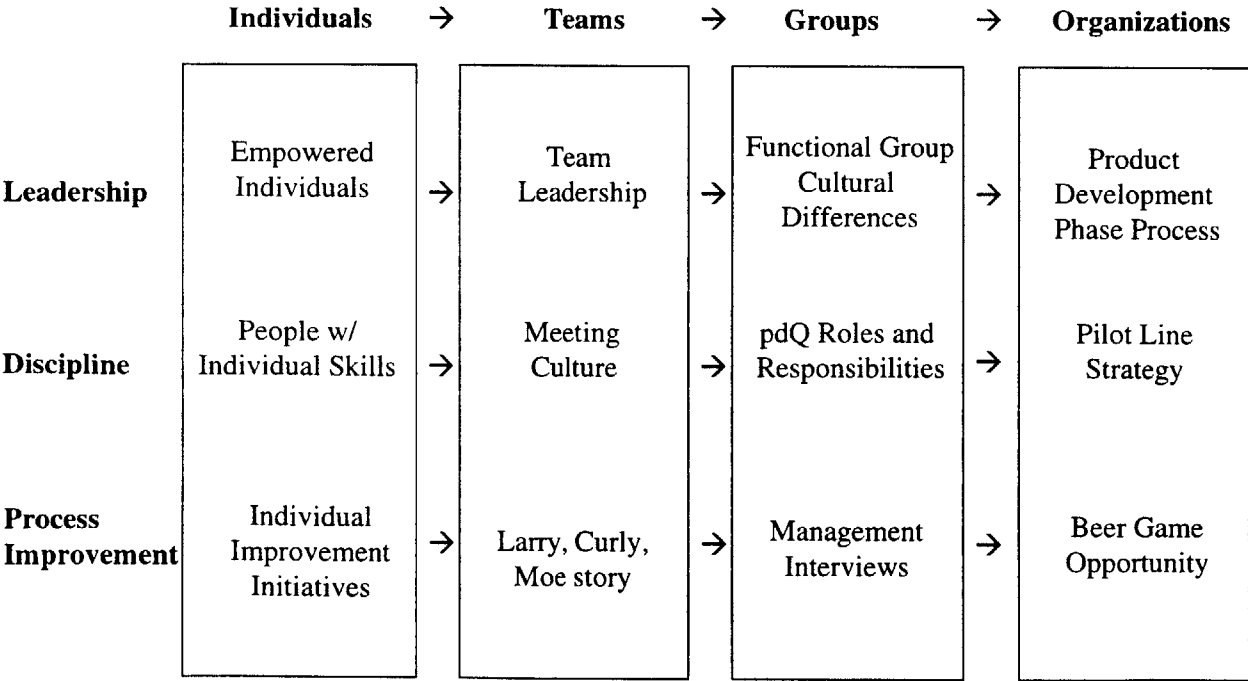 Individuals → Teams → Groups → Organizations
Leadership
Empowered
Individuals
→
Team
Leadership
→
Functional Group
Cultural
Differences
→
Product
Development
Phase Process
Discipline
People w/
Individual Skills
→
Meeting
Culture
→
pdQ Roles and
Responsibilities
→
Pilot Line
Strategy
Process
Improvement
Individual
Improvement
Initiatives
→
Larry, Curly,
Moe story
→
Management
Interviews
→
Beer Game
Opportunity